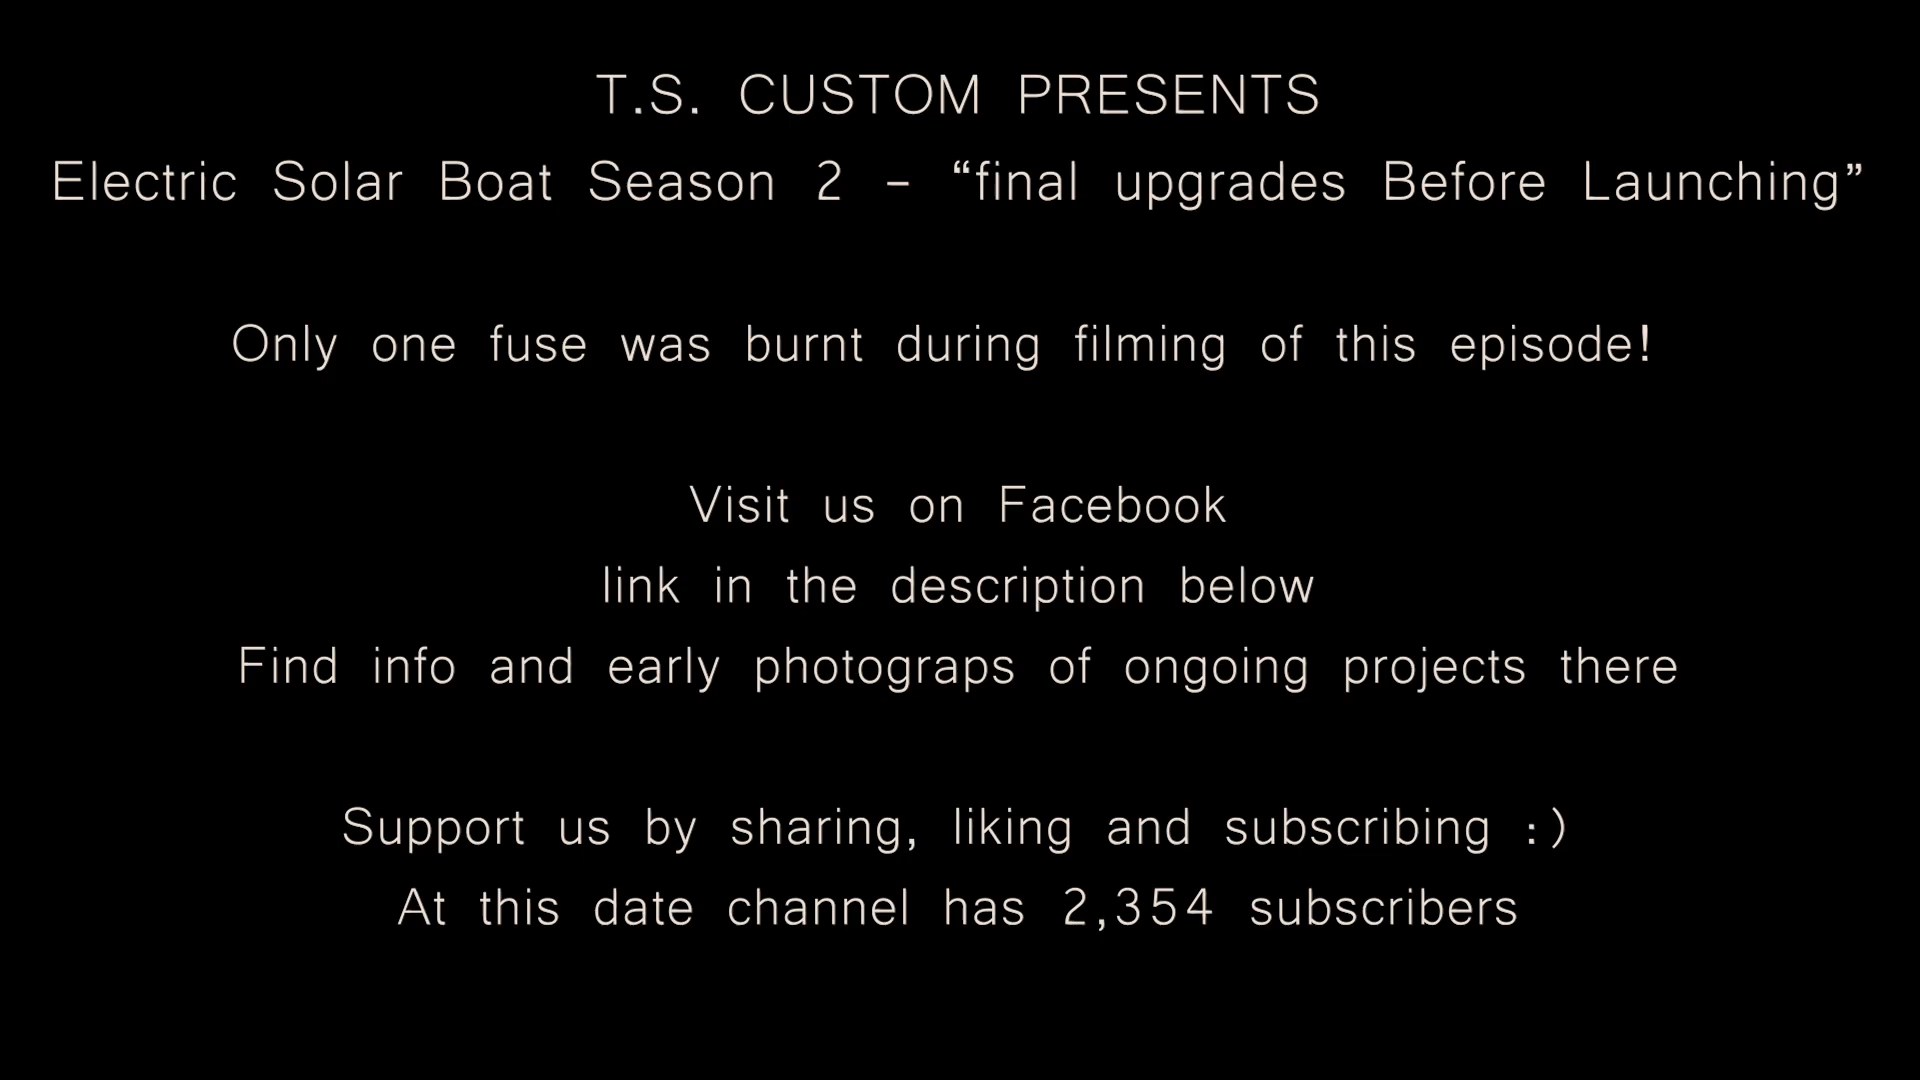 T.S. CUSTOM PRESENTS
Electric Solar Boat Season 2 – “final upgrades Before Launching”
Only one fuse was burnt during filming of this episode!
Visit us on Facebook
link in the description below
Find info and early photograps of ongoing projects there
Support us by sharing, liking and subscribing :)
At this date channel has 2,354 subscribers